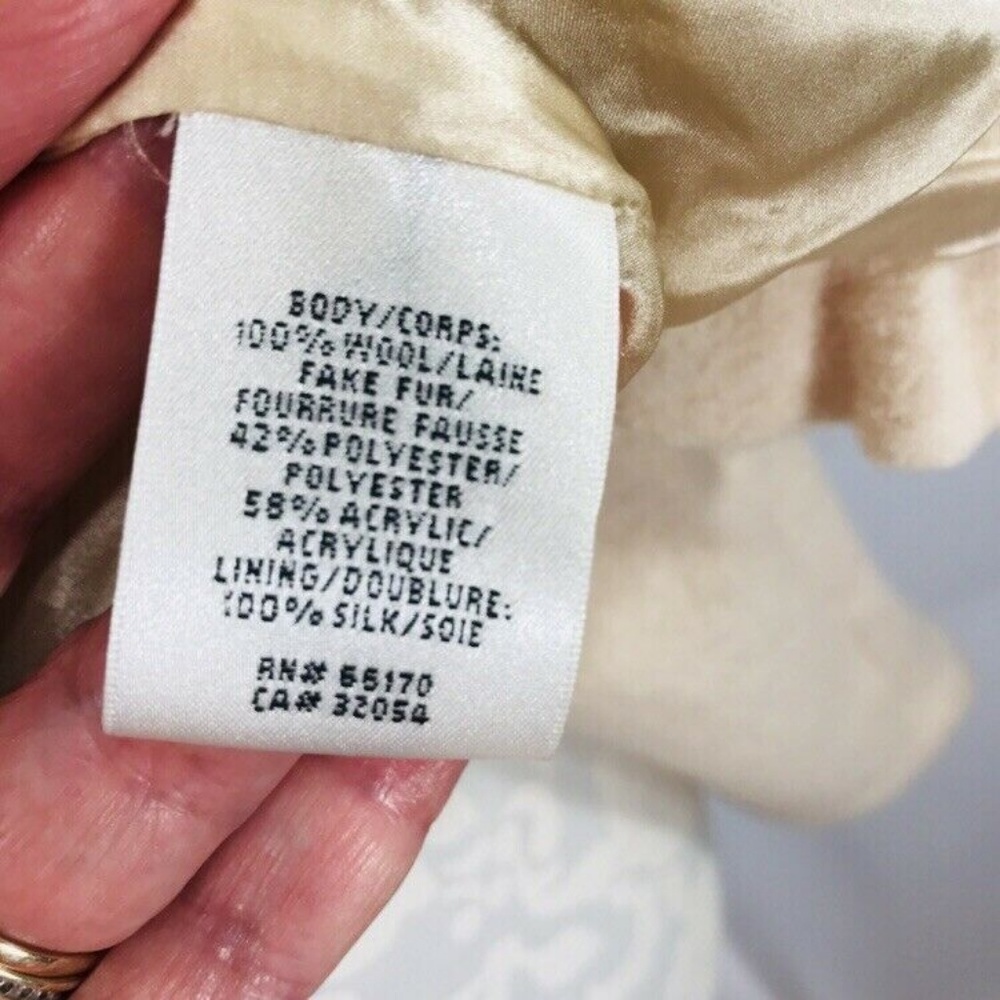 BODY/CORPS:
100% WOOL/LAINE
FAKE FUR/
FOURRURE FAUSSE
42% POLYESTER/
POLYESTER
58% ACRYLIC/
ACRYLIQUE
LINING/DOUBLURE:
100% SILK/SOIE
RN# 66170
CA# 32054